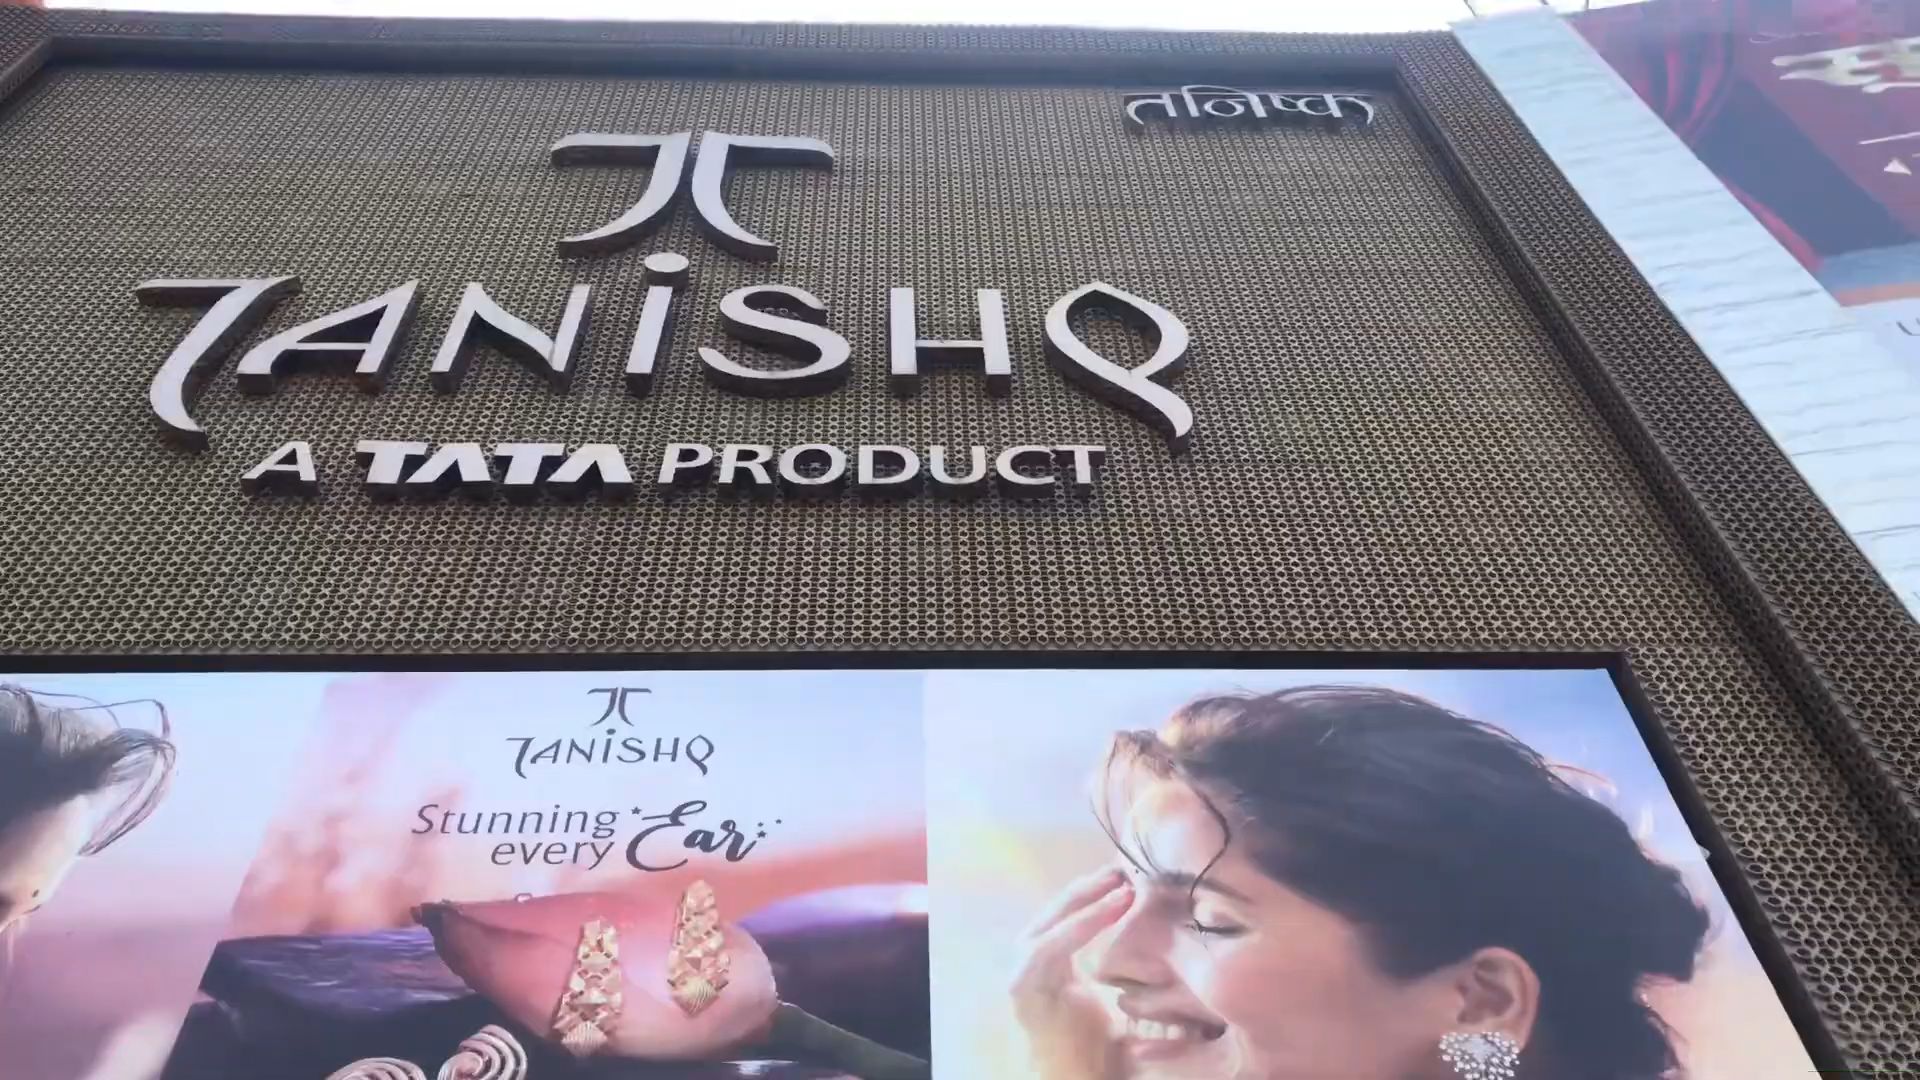 तनिष्क
TANiSHQ
A TATA PRODUCT
TANiSHQ
Stunning
every Ear